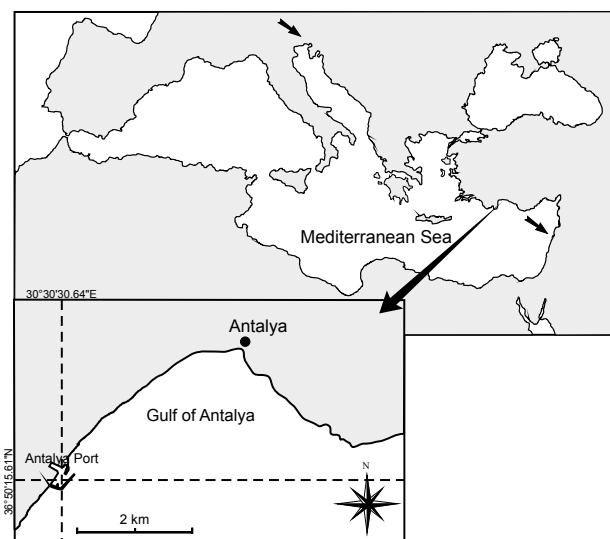 Mediterranean Sea
30°30'30.64"E
Antalya
Gulf of Antalya
Antalya Port
36°50'15.61"N
N
2 km